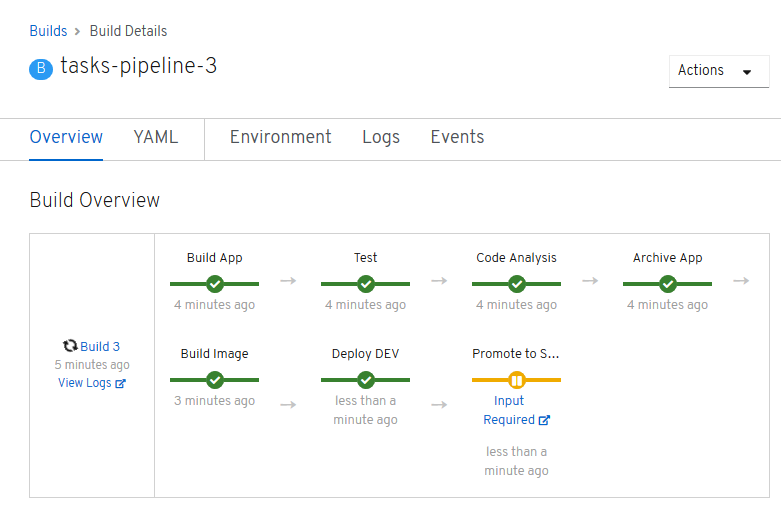 Builds > Build Details
B tasks-pipeline-3
Actions
Overview YAML Environment Logs Events
Build Overview
Build App Test Code Analysis Archive App
4 minutes ago 4 minutes ago 4 minutes ago 4 minutes ago
Build 3
5 minutes ago
View Logs
Build Image Deploy DEV Promote to S...
3 minutes ago less than a minute ago Input Required
less than a minute ago